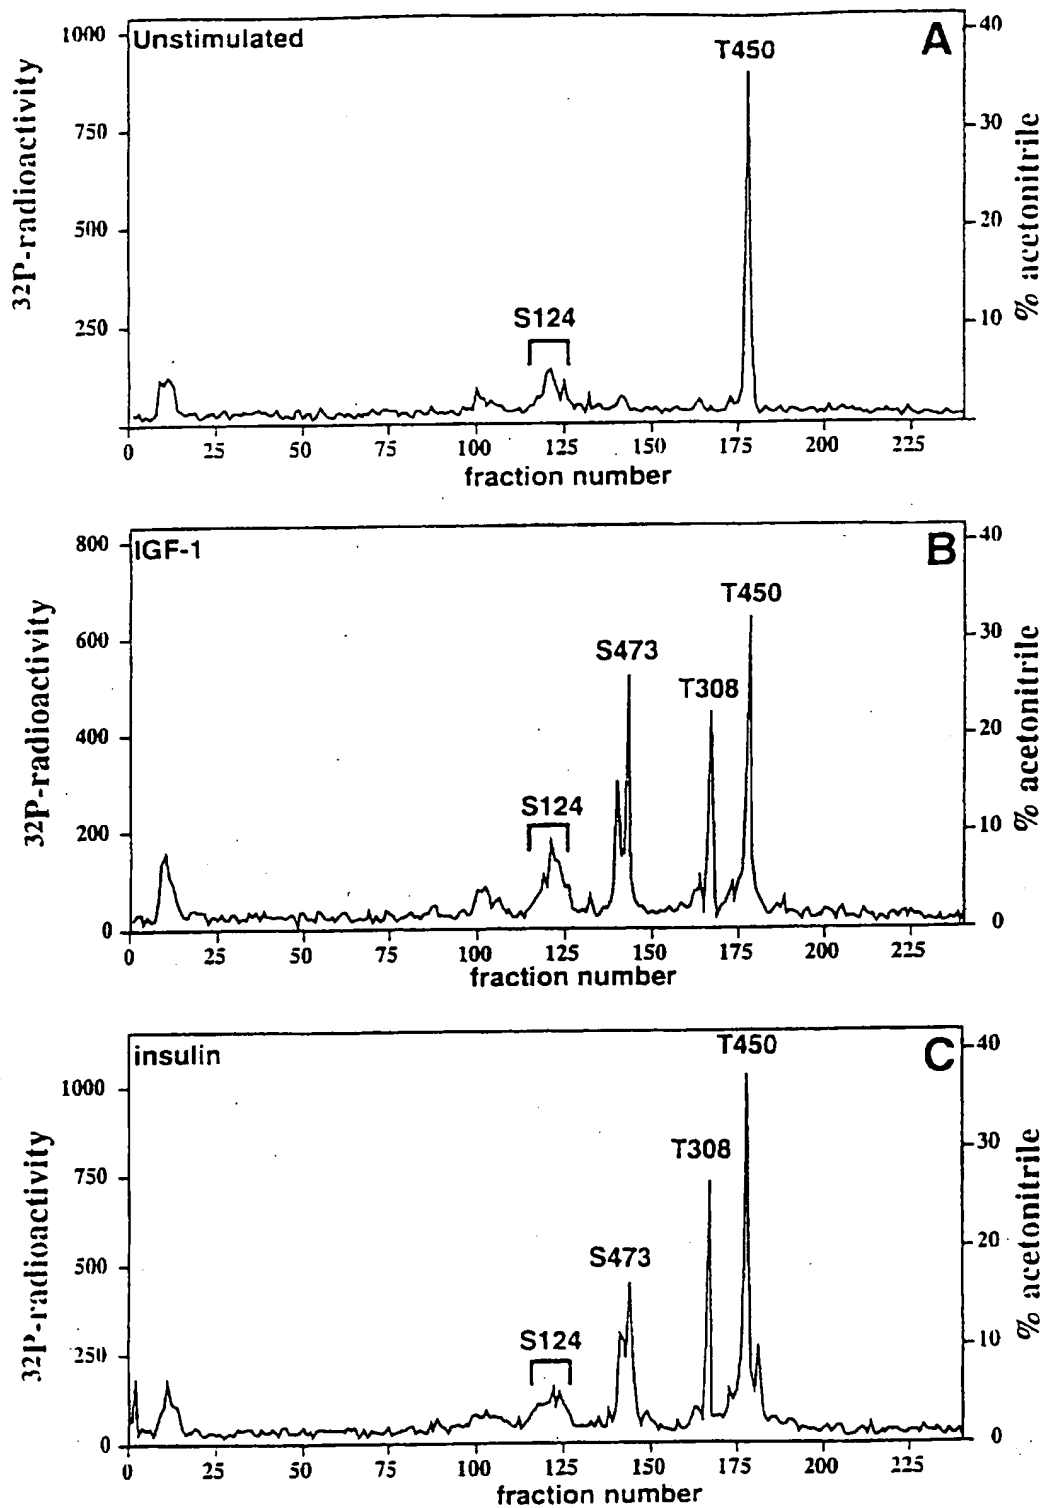 Unstimulated
A
T450
S124
1000
750
500
250
40
30
20
10
0 25 50 75 100 125 150 175 200 225
fraction number
32P-radioactivity
% acetonitrile
IGF-1
B
T450
S473
T308
S124
800
600
400
200
0
40
30
20
10
0
0 25 50 75 100 125 150 175 200 225
fraction number
32P-radioactivity
% acetonitrile
insulin
C
T450
T308
S473
S124
1000
750
500
250
0
40
30
20
10
0
0 25 50 75 100 125 150 175 200 225
fraction number
32P-radioactivity
% acetonitrile